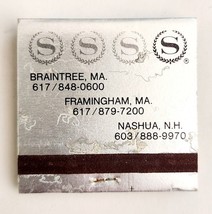 S S S S ®
BRAINTREE, MA.
617/848-0600
FRAMINGHAM, MA.
617/879-7200
NASHUA, N.H.
603/888-9970